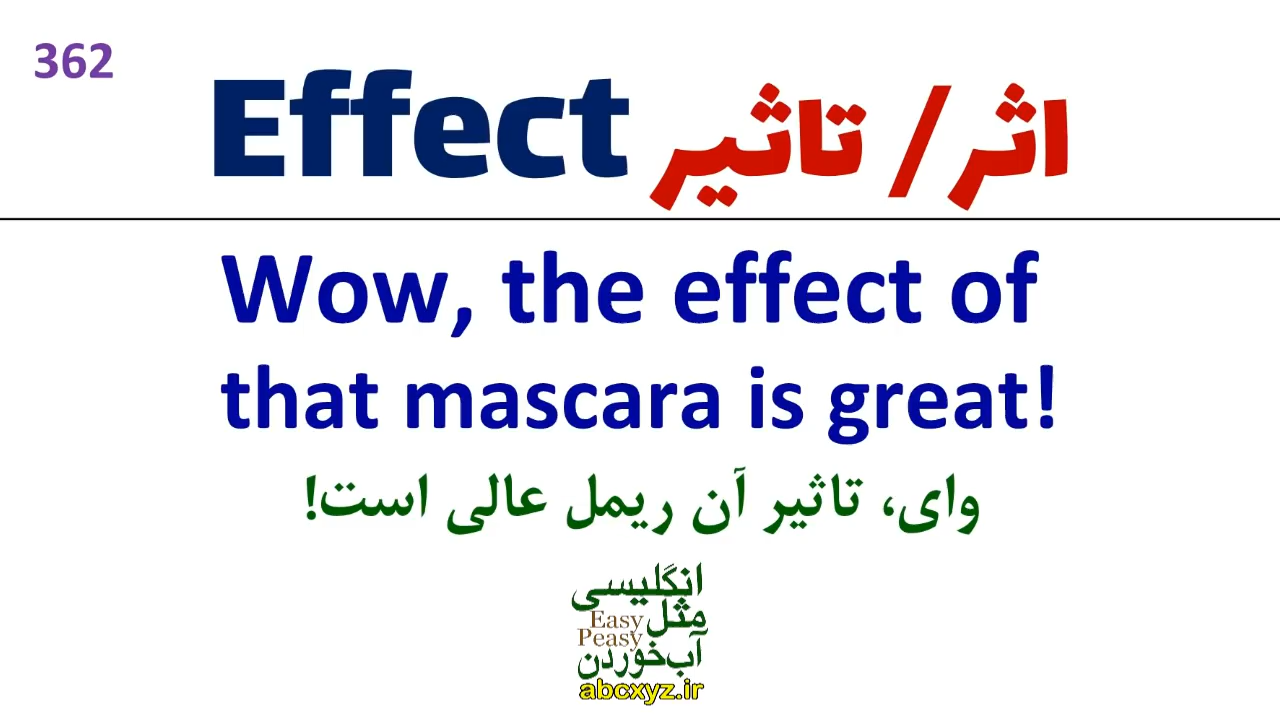 362
Effect اثر / تاثیر
Wow, the effect of
that mascara is great!
وای، تاثیر آن ریمل عالی است!
انگلیسی
مثل Easy
Peasy
آب‌خوردن
abcxyz.ir